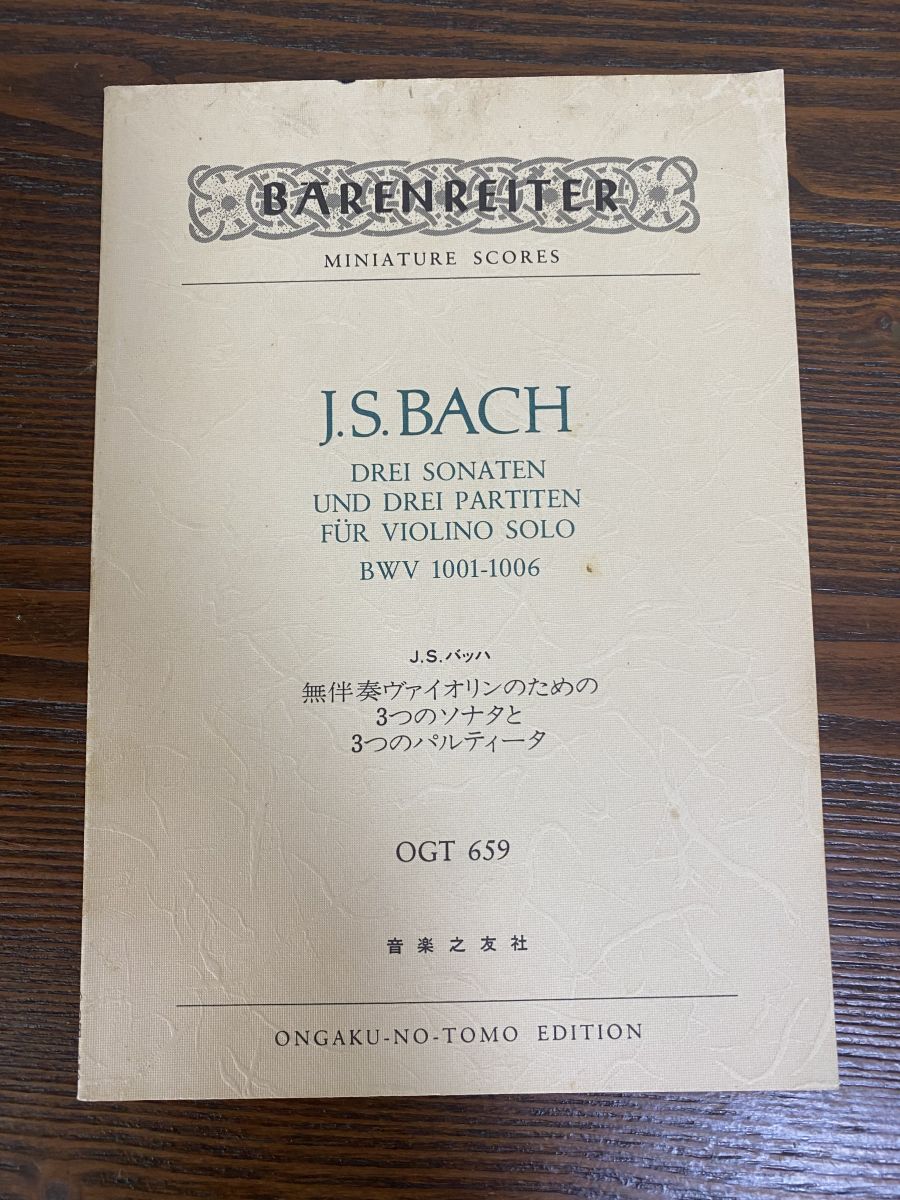 BÄRENREITER
MINIATURE SCORES
J.S.BACH
DREI SONATEN
UND DREI PARTITEN
FÜR VIOLINO SOLO
BWV 1001-1006
J.S.バッハ
無伴奏ヴァイオリンのための
3つのソナタと
3つのパルティータ
OGT 659
音楽之友社
ONGAKU-NO-TOMO EDITION